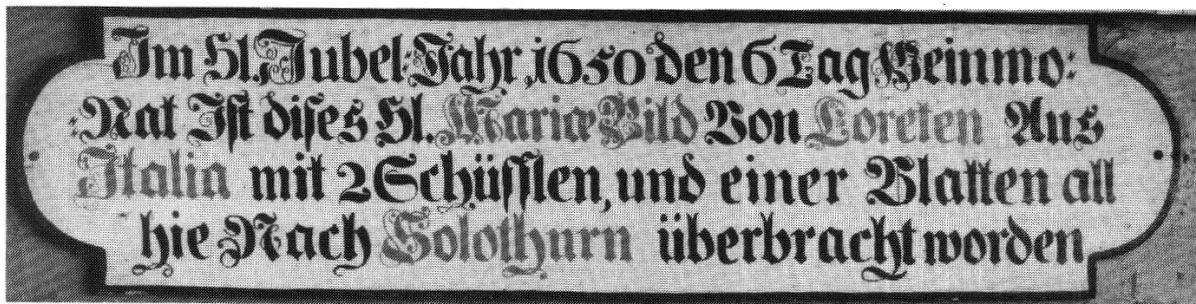 Im Hl. Jubel:Jahr, 1650 den 6 Tag Weinmo:
:Nat Ist dises Hl. Mariæ Bild Von Loreten Aus
Italia mit 2 Schüsslen, und einer Blatten all
hie Nach Solothurn überbracht worden